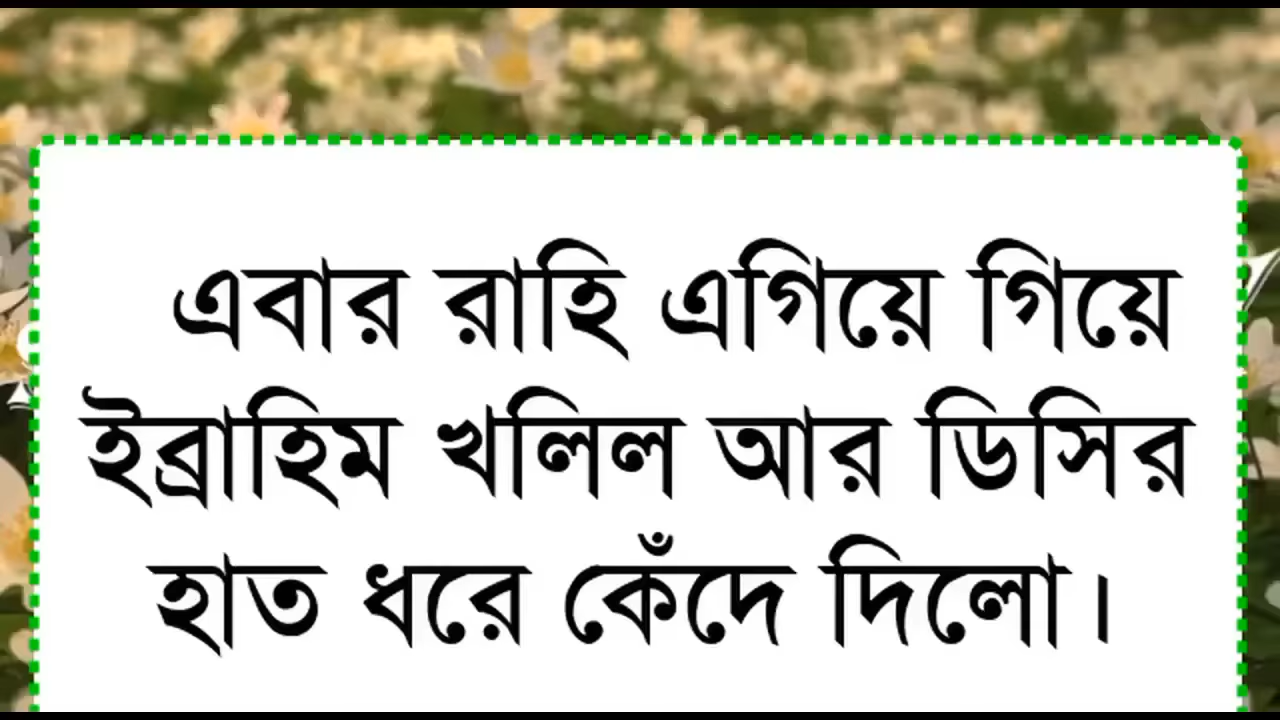 এবার রাহি এগিয়ে গিয়ে
ইব্রাহিম খলিল আর ডিসির
হাত ধরে কেঁদে দিলো।